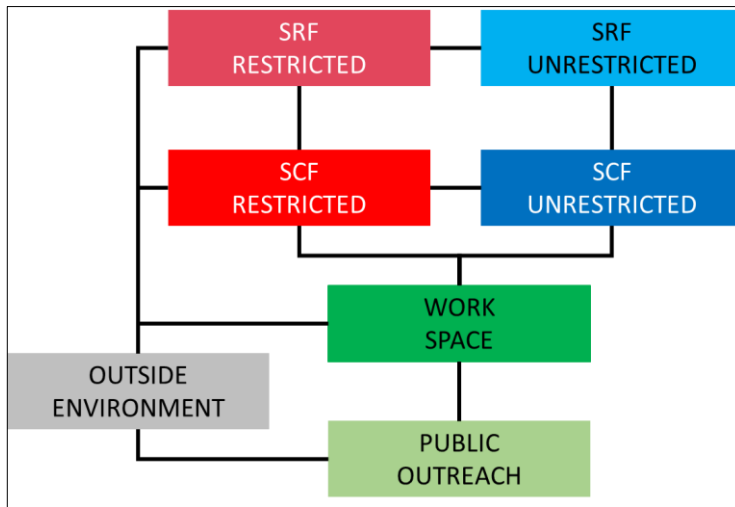 SRF
RESTRICTED
SRF
UNRESTRICTED
SCF
RESTRICTED
SCF
UNRESTRICTED
WORK
SPACE
OUTSIDE
ENVIRONMENT
PUBLIC
OUTREACH